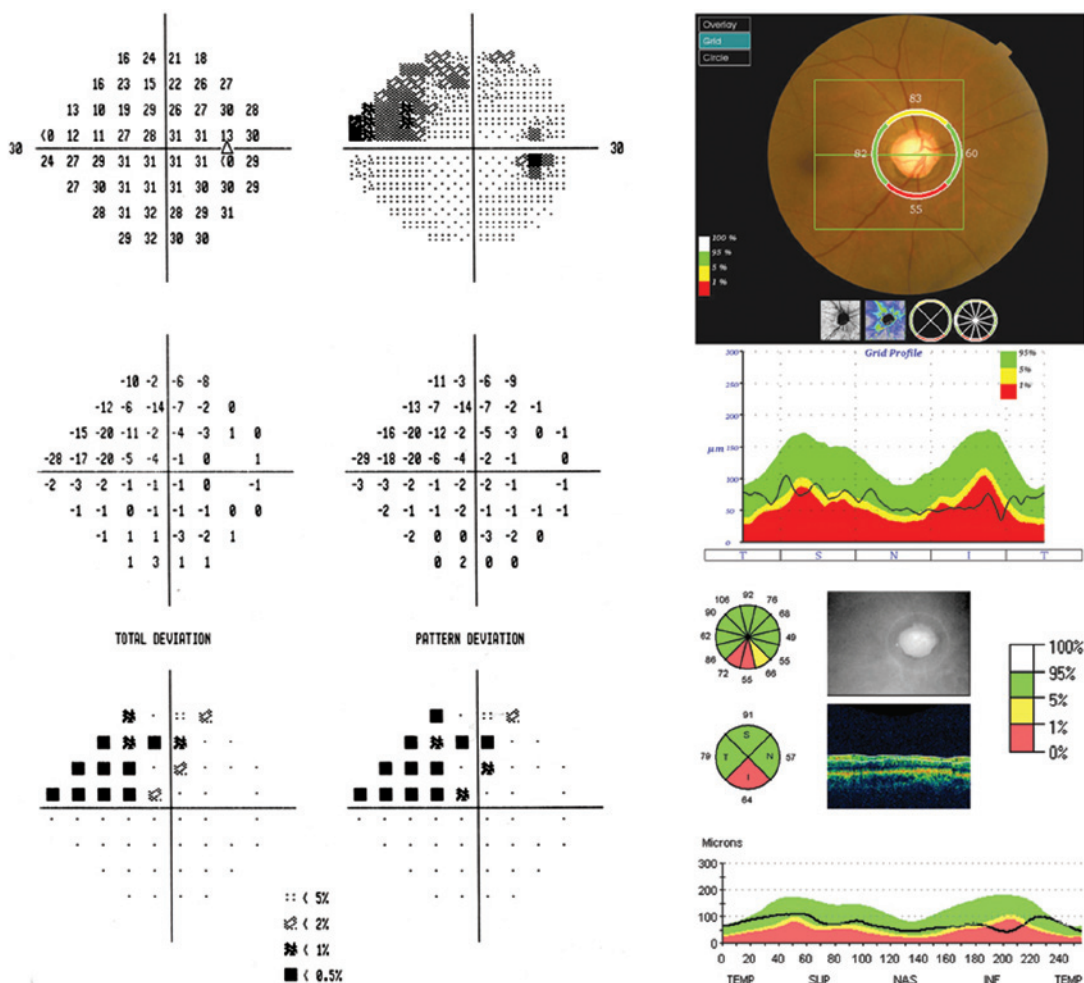 16 24 21 18
16 23 15 22 26 27
13 10 19 29 26 27 30 28
<0 12 11 27 28 31 31 13 30
30
24 27 29 31 31 31 31 <0 29
27 30 31 31 31 31 30 29
28 31 32 28 29 31
29 32 30 30
30
-10 -2 -6 -8
-12 -6 -14 -7 -2 0
-15 -20 -11 -2 -4 -3 1 0
-28 -17 -20 -5 -4 -1 0 1
-2 -3 -2 -1 -1 -1 0 -1
-1 -1 0 -1 -1 -1 0 0
-1 1 1 -3 -2 1
1 3 1 1
TOTAL DEVIATION
-11 -3 -6 -9
-13 -7 -14 -7 -2 -1
-16 -20 -12 -2 -5 -3 0 -1
-29 -18 -20 -6 -4 -2 -1 0
-3 -3 -2 -1 -2 -1 -1 -1
-2 -1 -1 -2 -1 -2 -1 -1
-2 0 0 -3 -2 0
0 2 0 0
PATTERN DEVIATION
:: < 5%
< 2%
< 1%
■ < 0.5%
Overlay
Grid
Circle
83
82
60
55
100 %
95 %
5 %
1 %
Grid Profile
95%
5%
1%
300
250
200
150
µm
100
50
0
T S N I T
106 92 76
90 68
62 49
86 55
72 55 66
91
S
79 T N 57
I
64
100%
95%
5%
1%
0%
Microns
300
200
100
0
0 20 40 60 80 100 120 140 160 180 200 220 240
TEMP SUP NAS INF TEMP